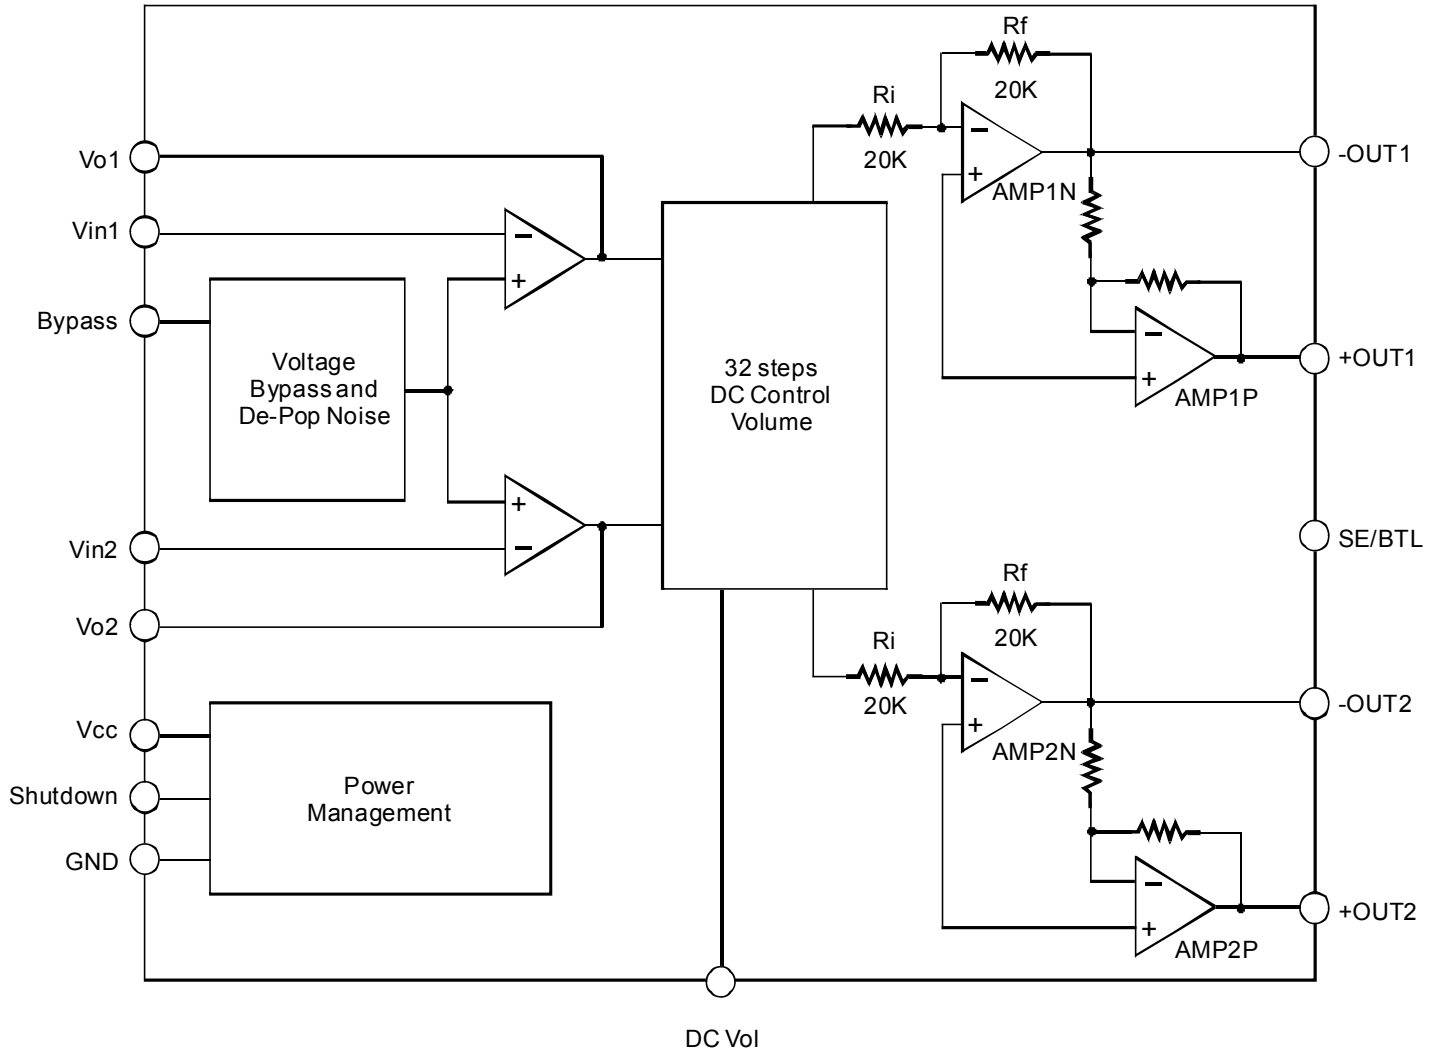 Rf
20K
Ri
20K
−
+
AMP1N
-OUT1
Vo1
Vin1
−
+
Bypass
Voltage
Bypass and
De-Pop Noise
32 steps
DC Control
Volume
−
+
AMP1P
+OUT1
+
−
Vin2
Vo2
SE/BTL
Rf
20K
Ri
20K
−
+
AMP2N
-OUT2
Vcc
Shutdown
GND
Power
Management
−
+
AMP2P
+OUT2
DC Vol